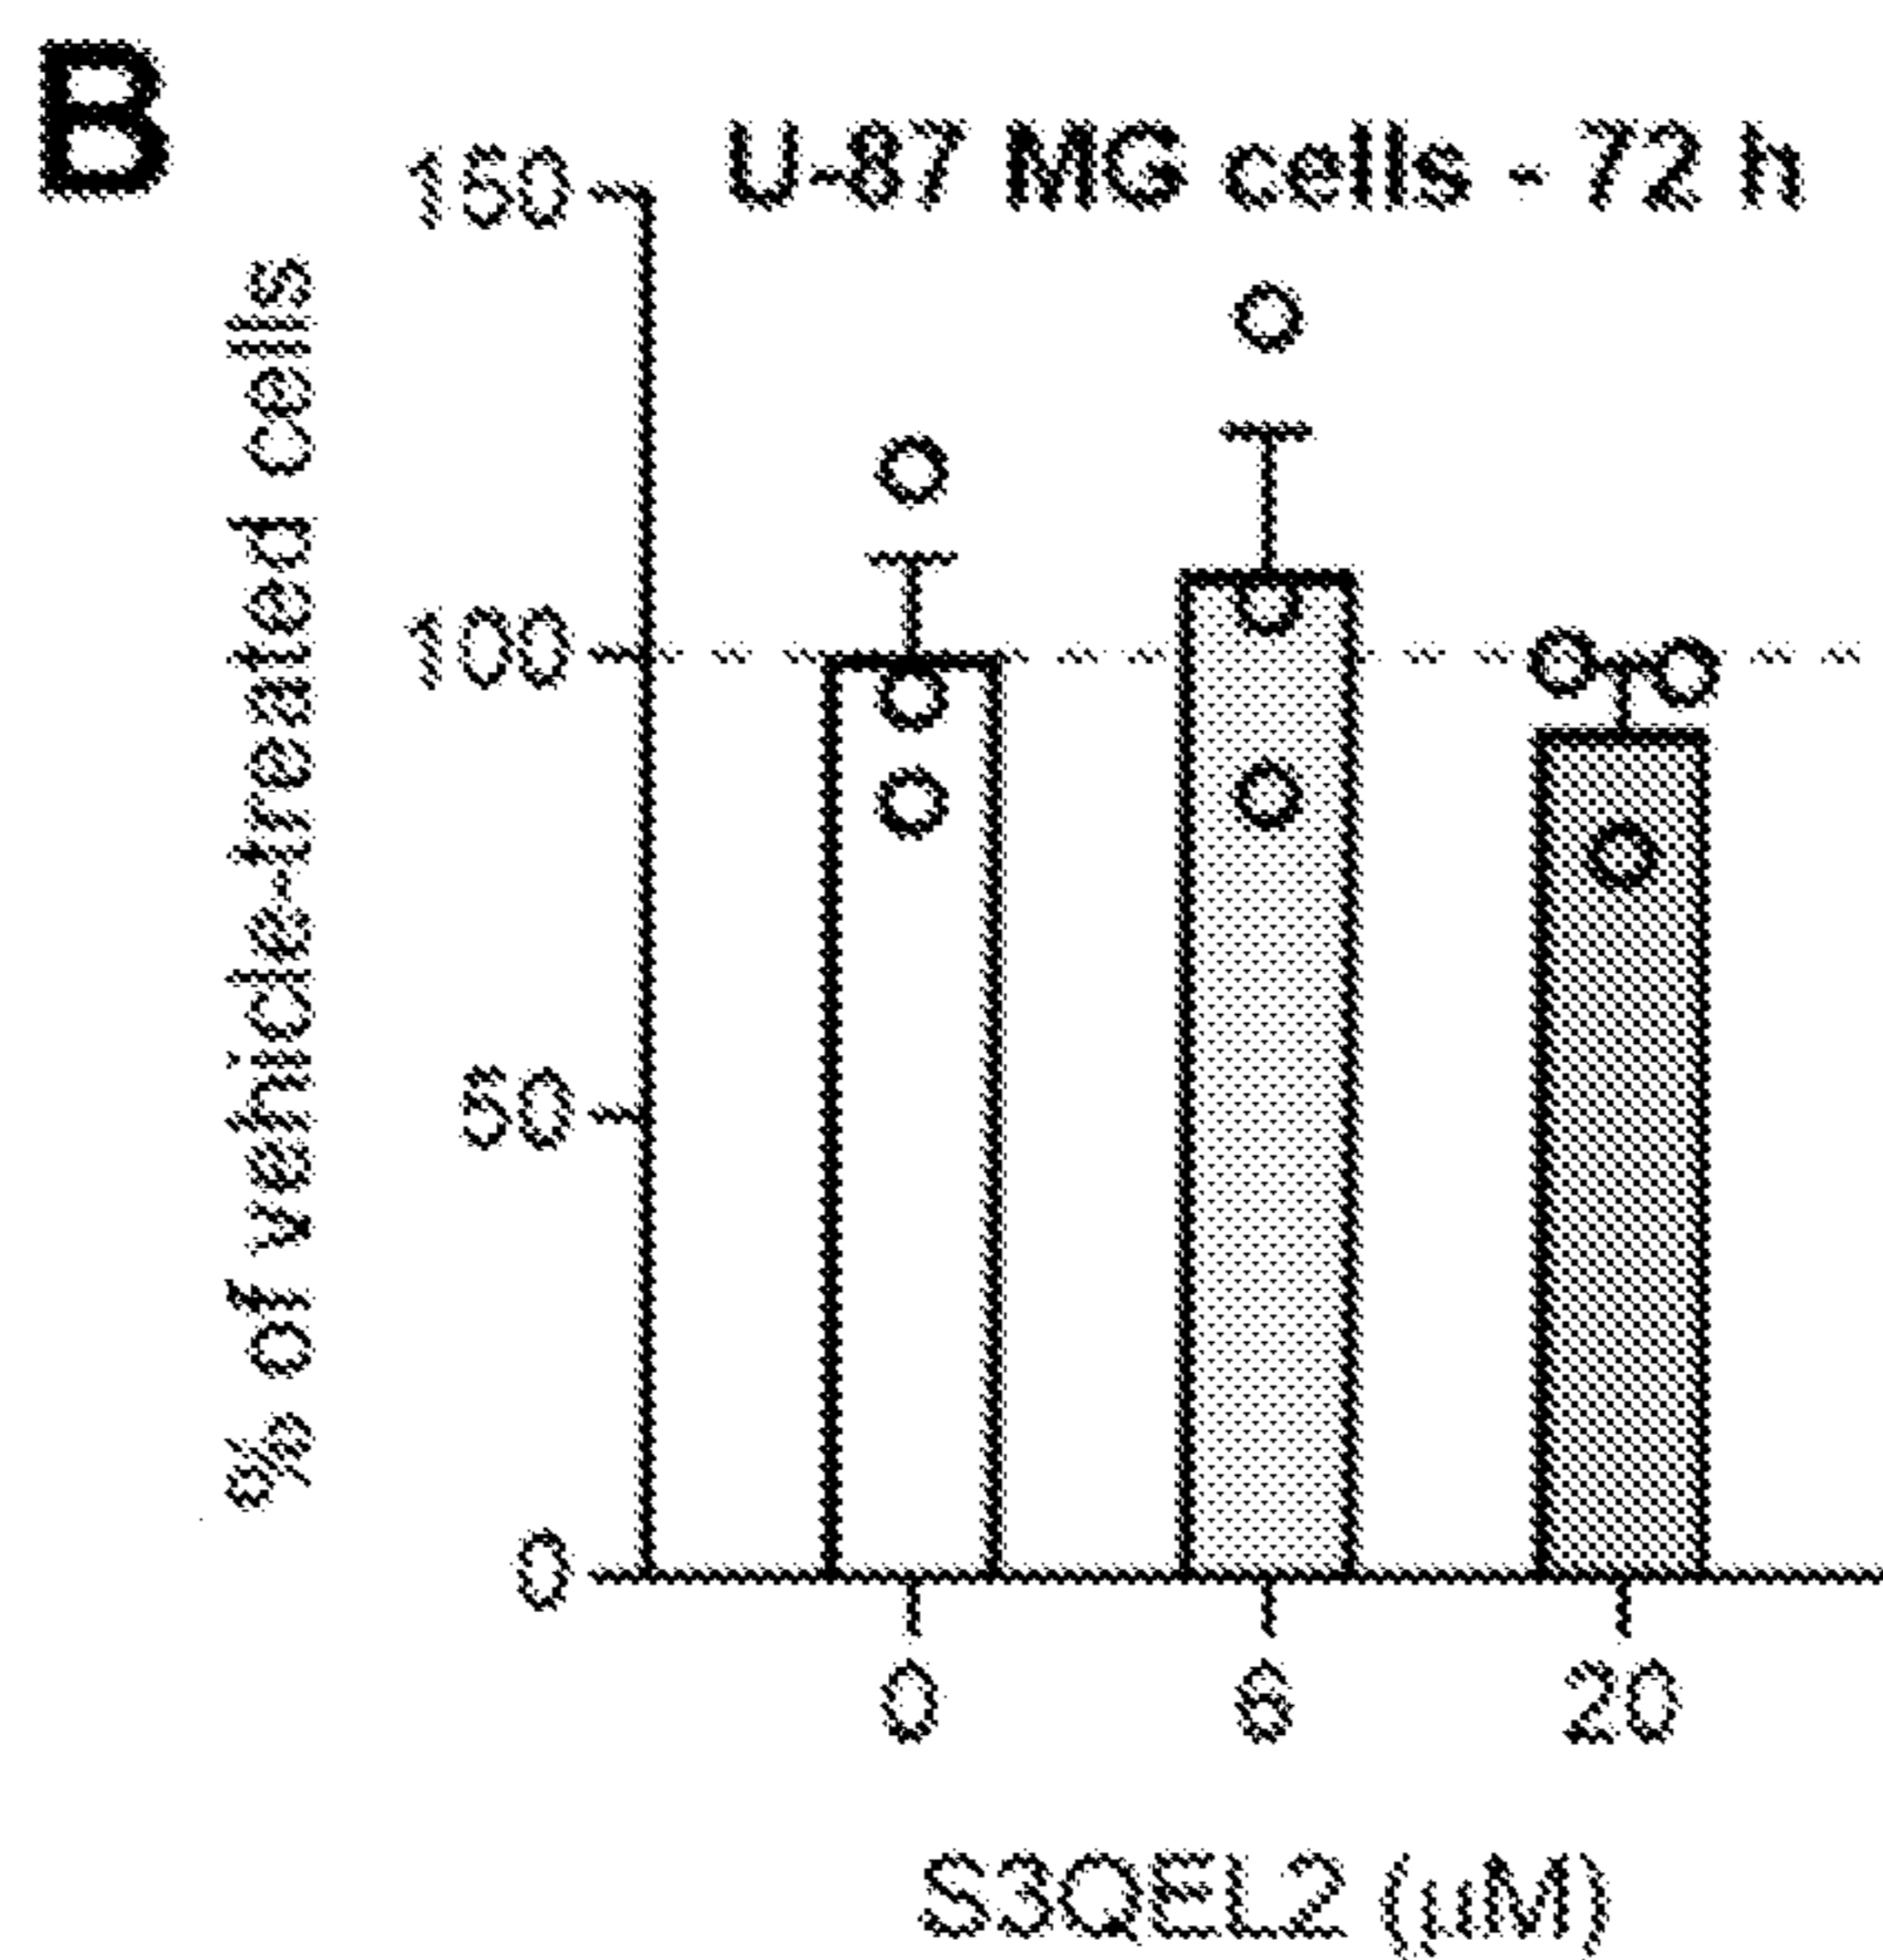 B
U-87 MG cells - 72 h
% of vehicle-treated cells
150
100
50
0
0 6 20
S3QEL2 (µM)